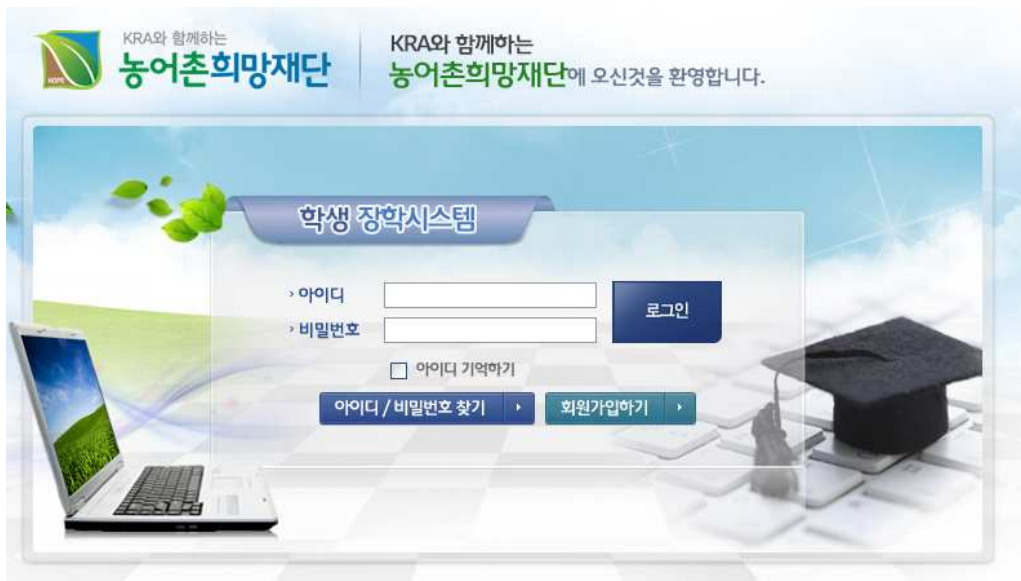 KRA와 함께하는
농어촌희망재단
HOPE
KRA와 함께하는
농어촌희망재단에 오신것을 환영합니다.
학생 장학시스템
› 아이디
로그인
› 비밀번호
아이디 기억하기
아이디 / 비밀번호 찾기
회원가입하기